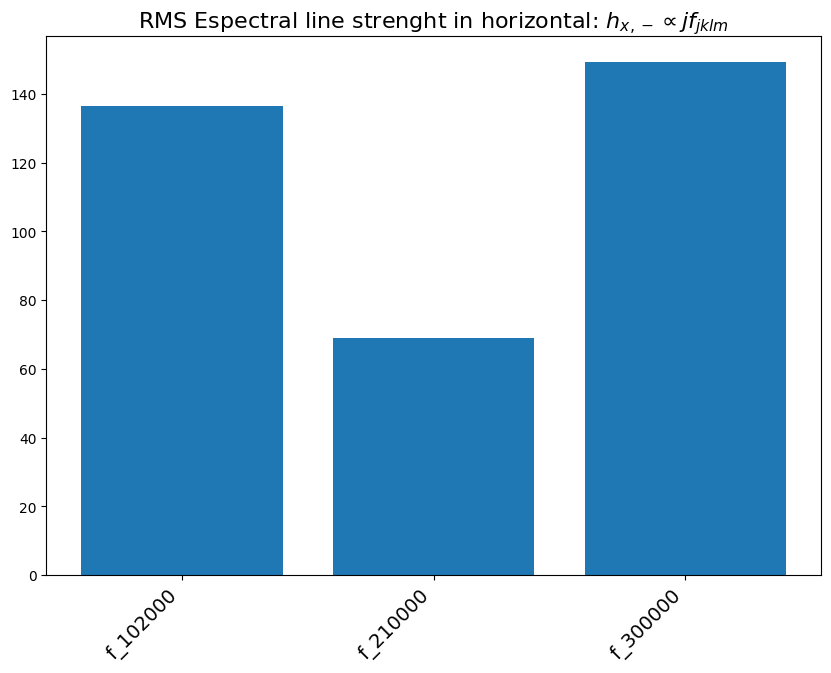 RMS Espectral line strenght in horizontal: $h_{x,-} \propto jf_{jklm}$
140
120
100
80
60
40
20
0
f_102000
f_210000
f_300000